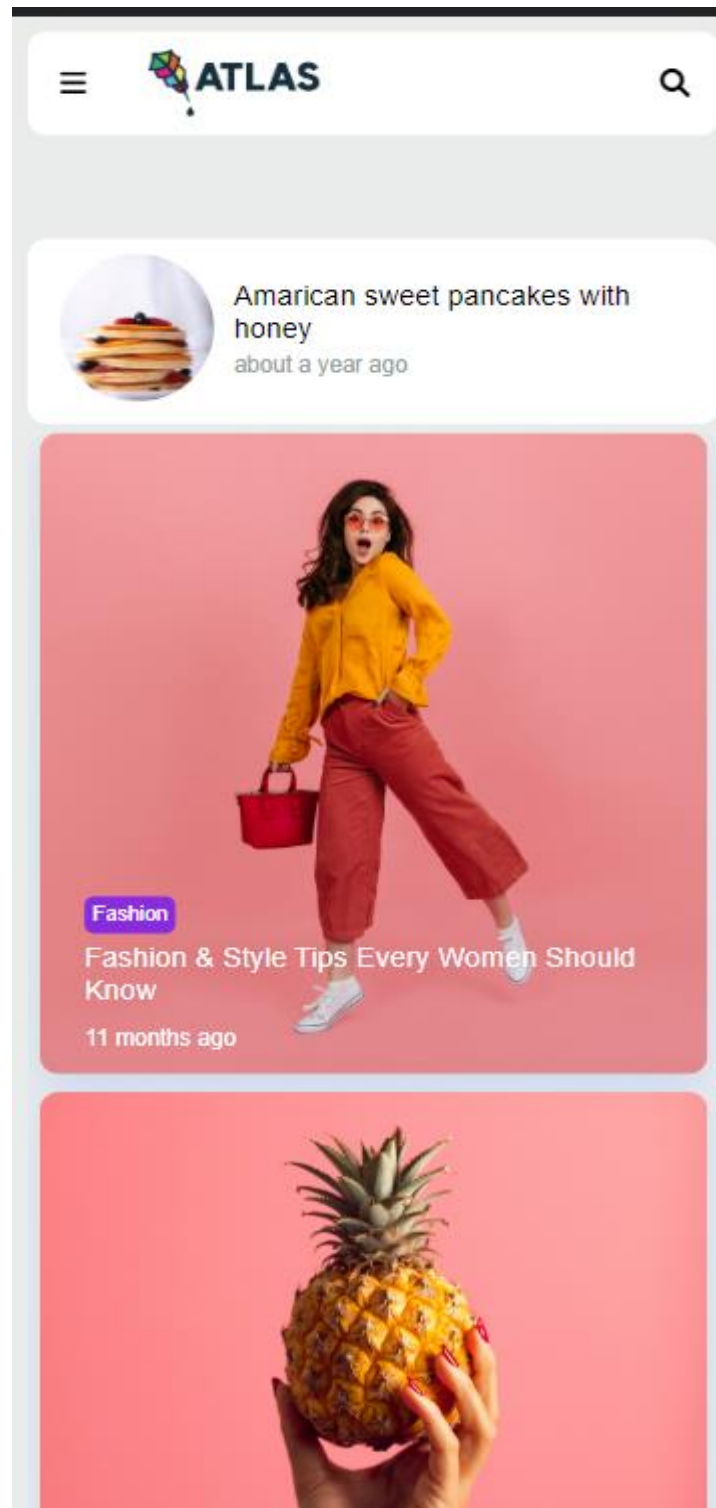 ATLAS
Amarican sweet pancakes with
honey
about a year ago
Fashion
Fashion & Style Tips Every Women Should
Know
11 months ago